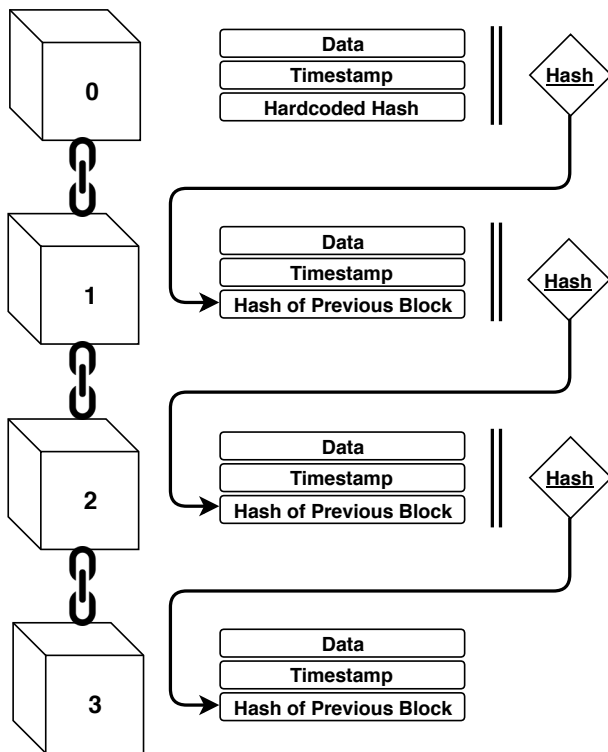 0
Data
Timestamp
Hardcoded Hash
Hash
1
Data
Timestamp
Hash of Previous Block
Hash
2
Data
Timestamp
Hash of Previous Block
Hash
3
Data
Timestamp
Hash of Previous Block